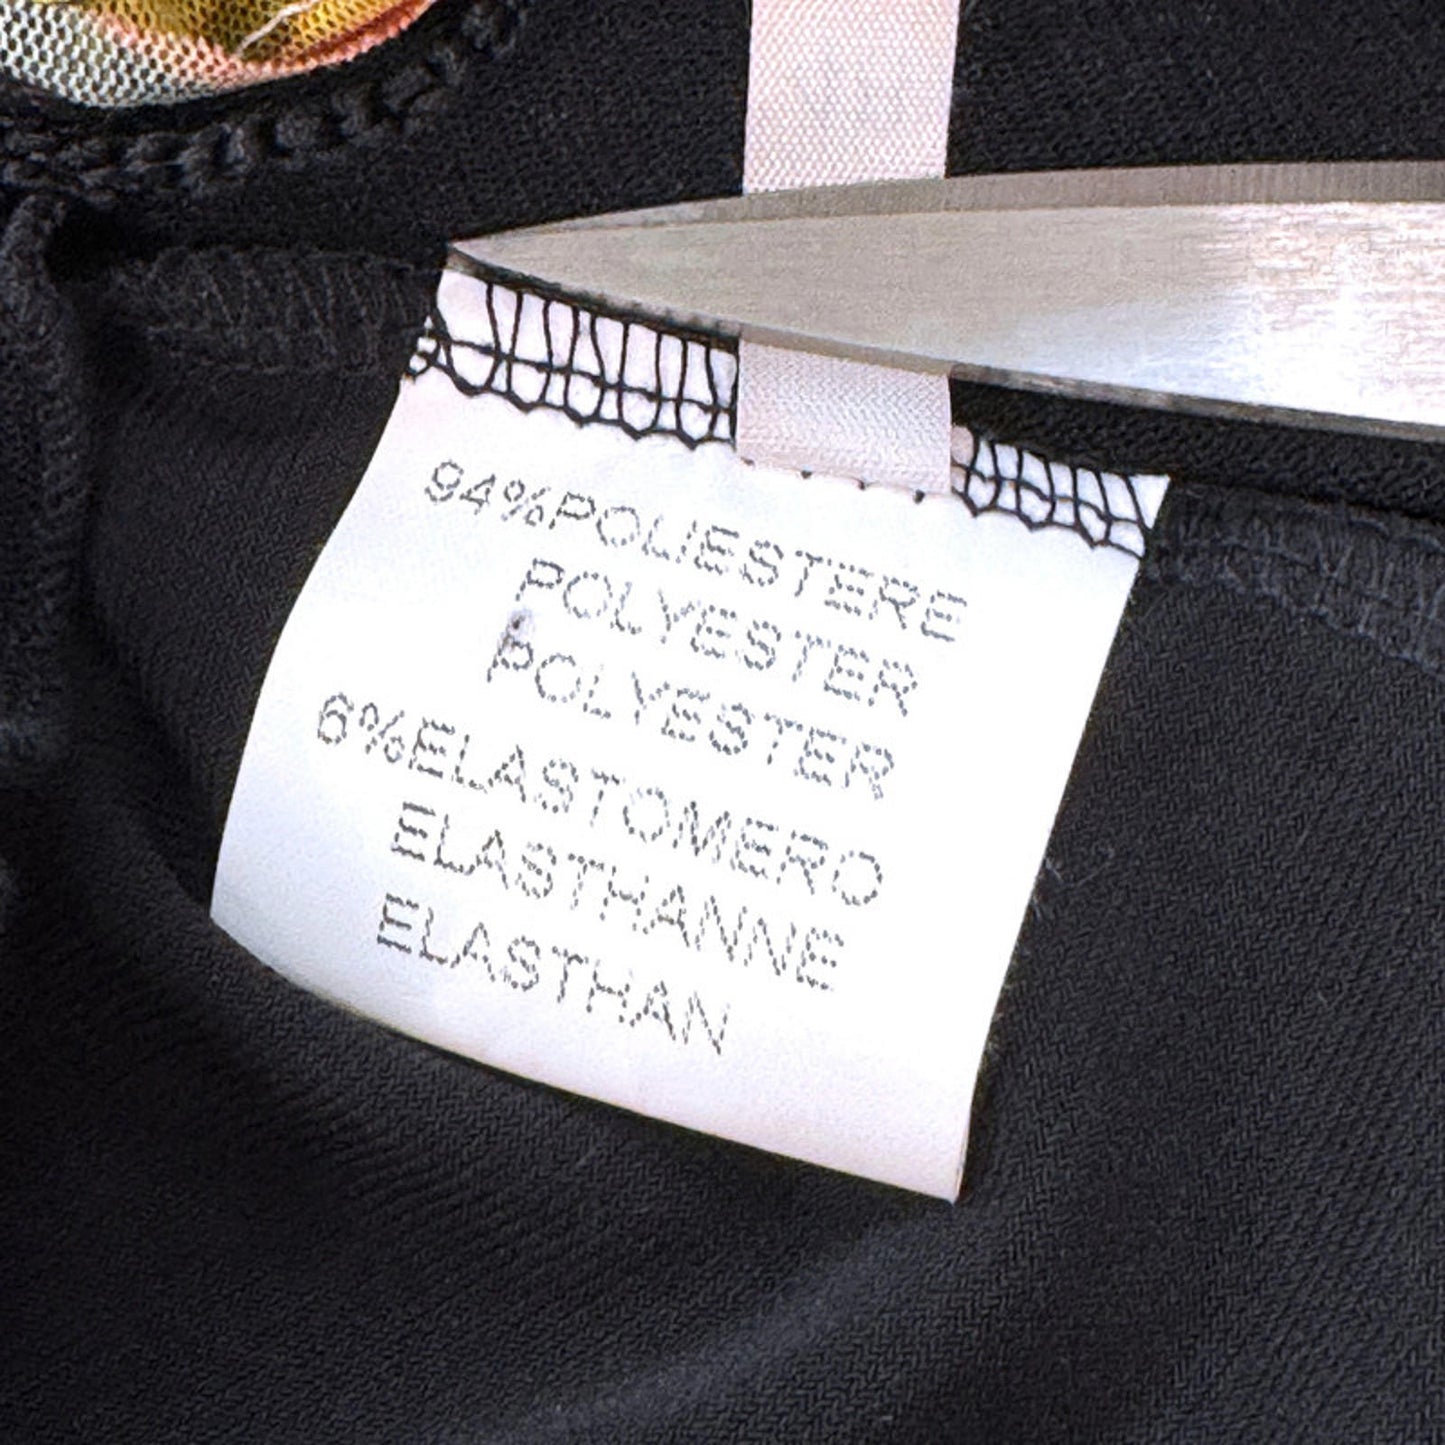 94%POLIESTERE
POLYESTER
POLYESTER
6%ELASTOMERO
ELASTHANNE
ELASTHAN